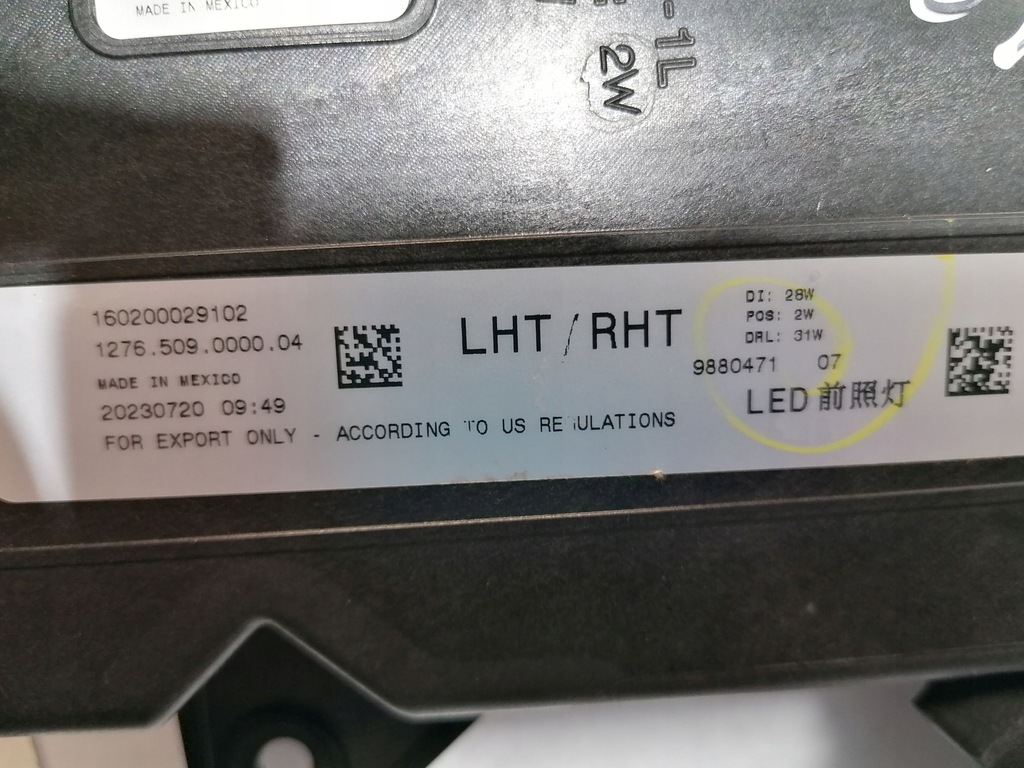 MADE IN MEXICO
-1L
2W
160200029102
1276.509.0000.04
MADE IN MEXICO
20230720 09:49
FOR EXPORT ONLY - ACCORDING TO US RE ULATIONS
LHT/RHT
DI: 28W
POS: 2W
DRL: 31W
9880471 07
LED前照灯